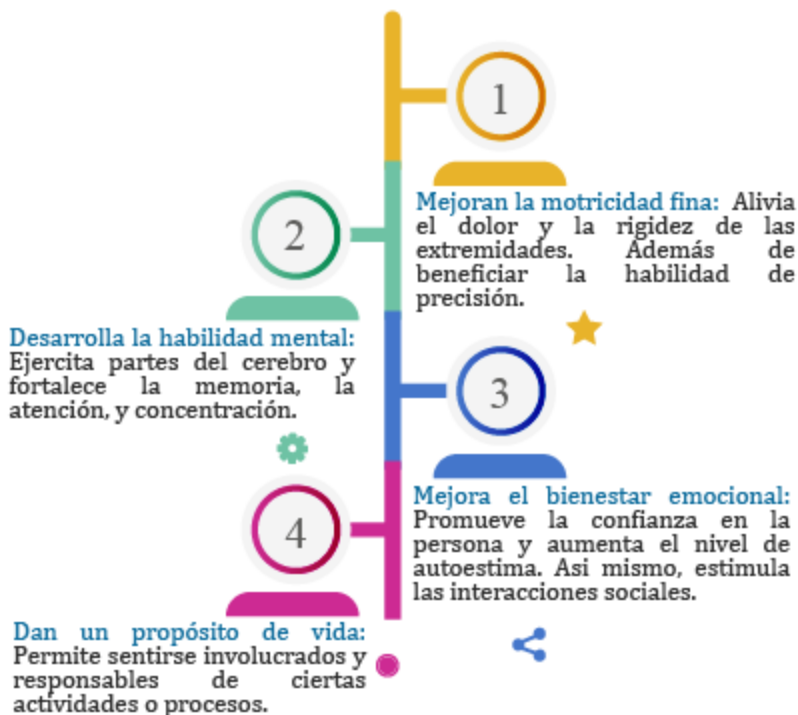 1
Mejoran la motricidad fina: Alivia
el dolor y la rigidez de las
extremidades. Además de
beneficiar la habilidad de
precisión.
2
Desarrolla la habilidad mental:
Ejercita partes del cerebro y
fortalece la memoria, la
atención, y concentración.
3
Mejora el bienestar emocional:
Promueve la confianza en la
persona y aumenta el nivel de
autoestima. Asi mismo, estimula
las interacciones sociales.
4
Dan un propósito de vida:
Permite sentirse involucrados y
responsables de ciertas
actividades o procesos.